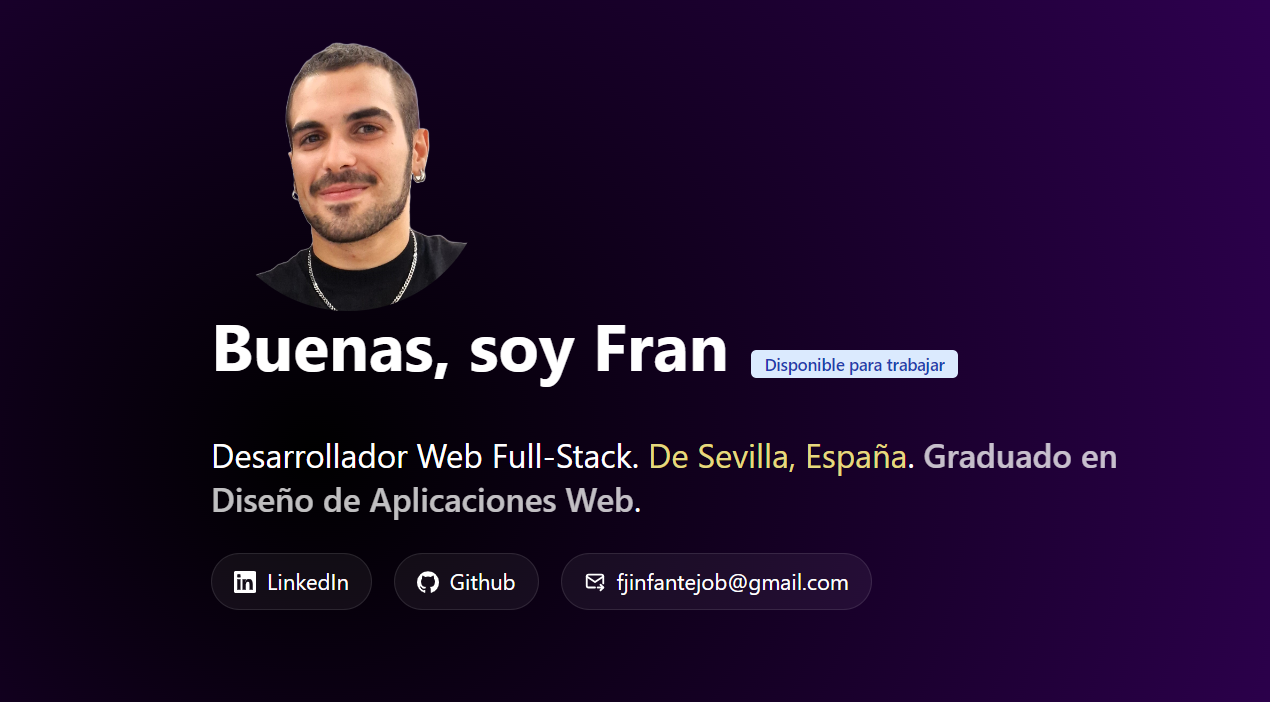 Buenas, soy Fran
Disponible para trabajar
Desarrollador Web Full-Stack. De Sevilla, España. Graduado en
Diseño de Aplicaciones Web.
LinkedIn
Github
fjinfantejob@gmail.com